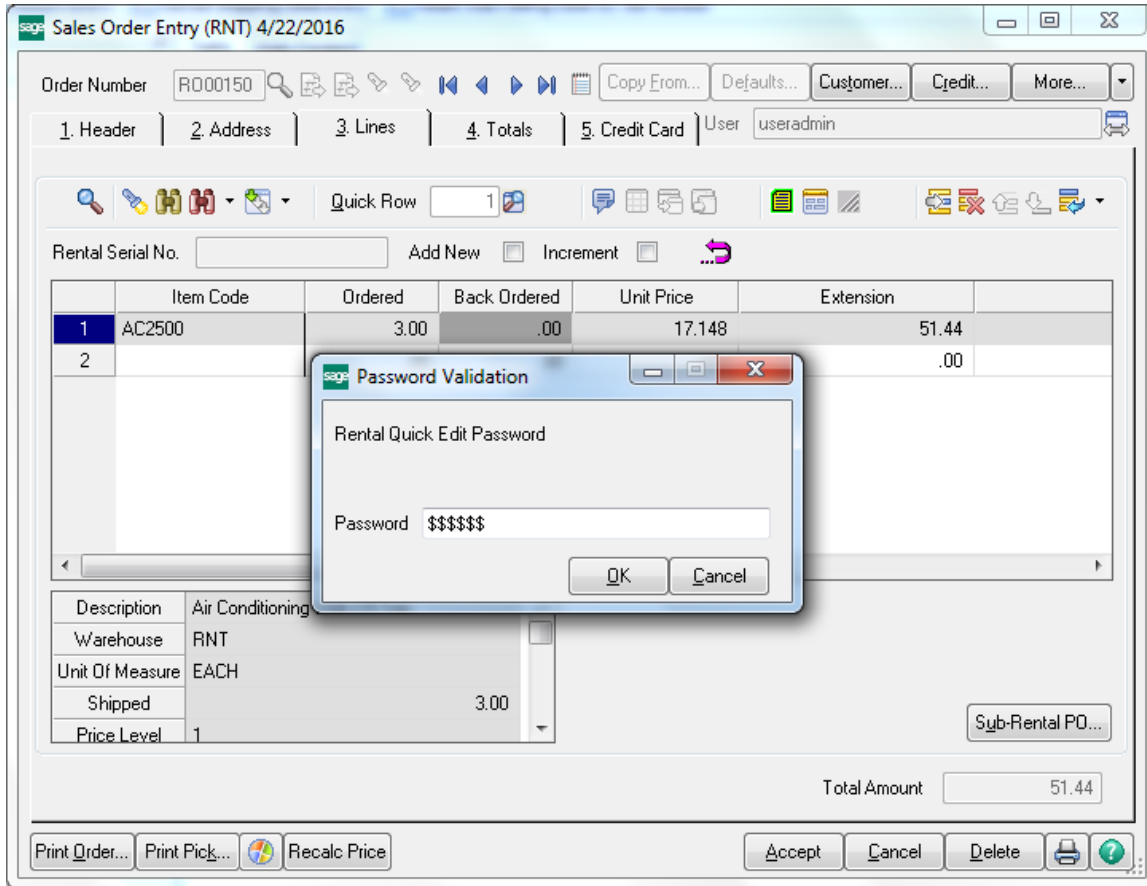 sage Sales Order Entry (RNT) 4/22/2016
Order Number RO00150 Copy From... Defaults... Customer... Credit... More...
1. Header 2. Address 3. Lines 4. Totals 5. Credit Card User useradmin
Quick Row 1
Rental Serial No. Add New Increment
Item Code Ordered Back Ordered Unit Price Extension
1 AC2500 3.00 .00 17.148 51.44
2 .00
sage Password Validation
Rental Quick Edit Password
Password $$$$$$
OK Cancel
Description Air Conditioning
Warehouse RNT
Unit Of Measure EACH
Shipped 3.00
Price Level 1
Sub-Rental PO...
Total Amount 51.44
Print Order... Print Pick... Recalc Price Accept Cancel Delete